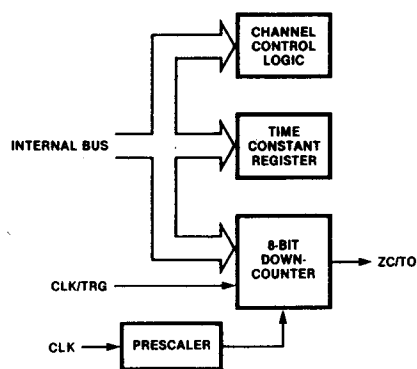 CHANNEL
CONTROL
LOGIC
INTERNAL BUS
TIME
CONSTANT
REGISTER
8-BIT
DOWN-
COUNTER
ZC/TO
CLK/TRG
CLK
PRESCALER